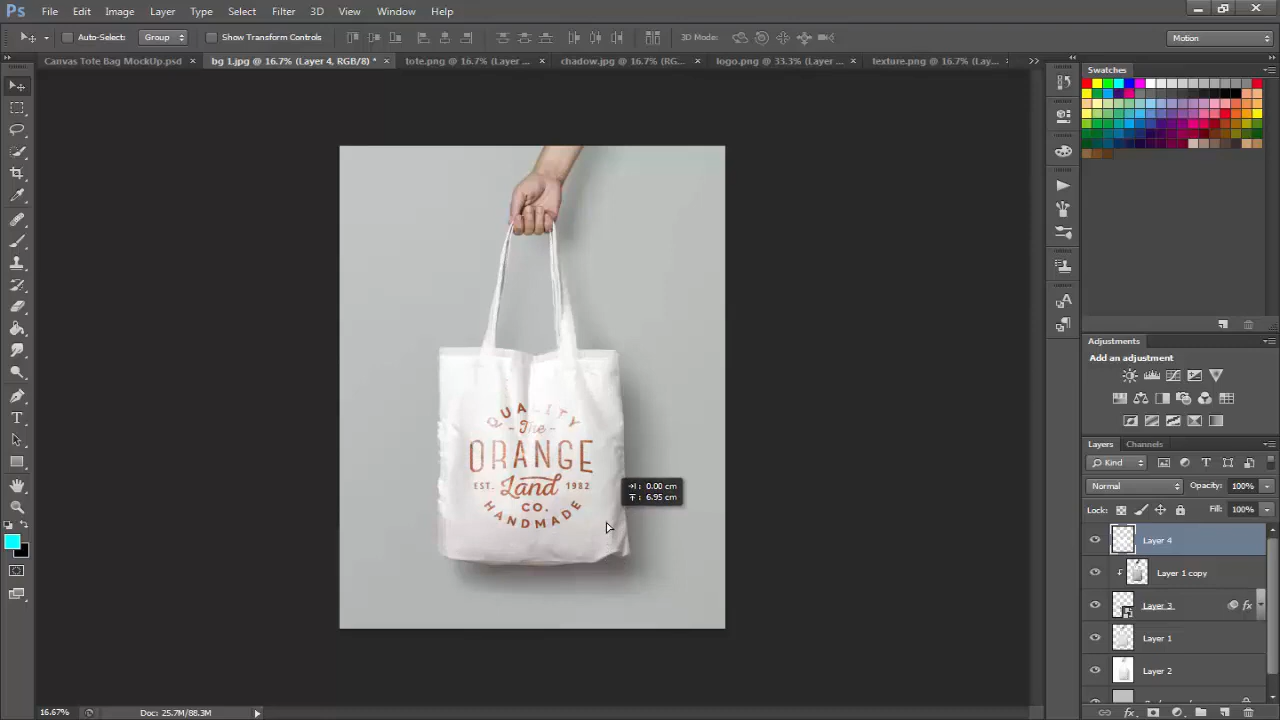 Ps File Edit Image Layer Type Select Filter 3D View Window Help
Auto-Select: Group Show Transform Controls 3D Mode: Motion
Canvas Tote Bag MockUp.psd × bg 1.jpg @ 16.7% (Layer 4, RGB/8) * × tote.png @ 16.7% (Layer ... × shadow.jpg @ 16.7% (RG... × logo.png @ 33.3% (Layer ... × texture.png @ 16.7% (Lay...
Swatches
Adjustments
Add an adjustment
Layers Channels
Kind
Normal Opacity: 100%
Lock: Fill: 100%
Layer 4
Layer 1 copy
Layer 3 fx
Layer 1
Layer 2
QUALITY
- The -
ORANGE
EST. Land 1982
CO.
HANDMADE
: 0.00 cm
: 6.95 cm
16.67% Doc: 25.7M/88.3M